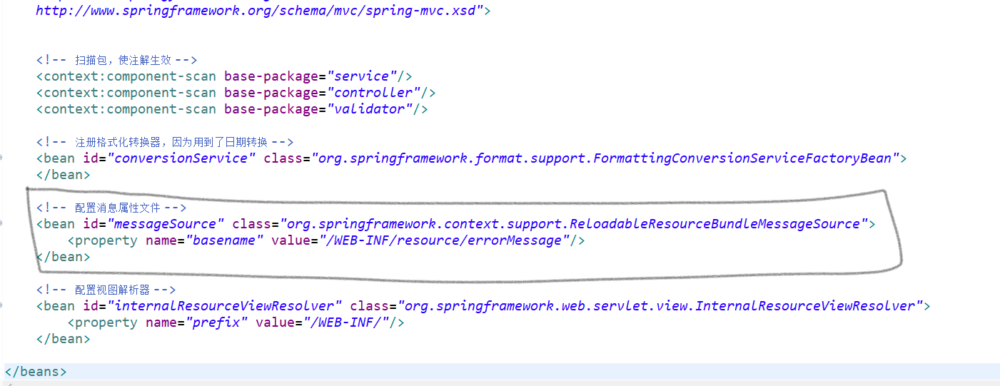 http://www.springframework.org/schema/mvc/spring-mvc.xsd">
<!-- 扫描包，使注解生效 -->
<context:component-scan base-package="service"/>
<context:component-scan base-package="controller"/>
<context:component-scan base-package="validator"/>
<!-- 注册格式化转换器，因为用到了日期转换 -->
<bean id="conversionService" class="org.springframework.format.support.FormattingConversionServiceFactoryBean">
</bean>
<!-- 配置消息属性文件 -->
<bean id="messageSource" class="org.springframework.context.support.ReloadableResourceBundleMessageSource">
<property name="basename" value="/WEB-INF/resource/errorMessage"/>
</bean>
<!-- 配置视图解析器 -->
<bean id="internalResourceViewResolver" class="org.springframework.web.servlet.view.InternalResourceViewResolver">
<property name="prefix" value="/WEB-INF/"/>
</bean>
</beans>